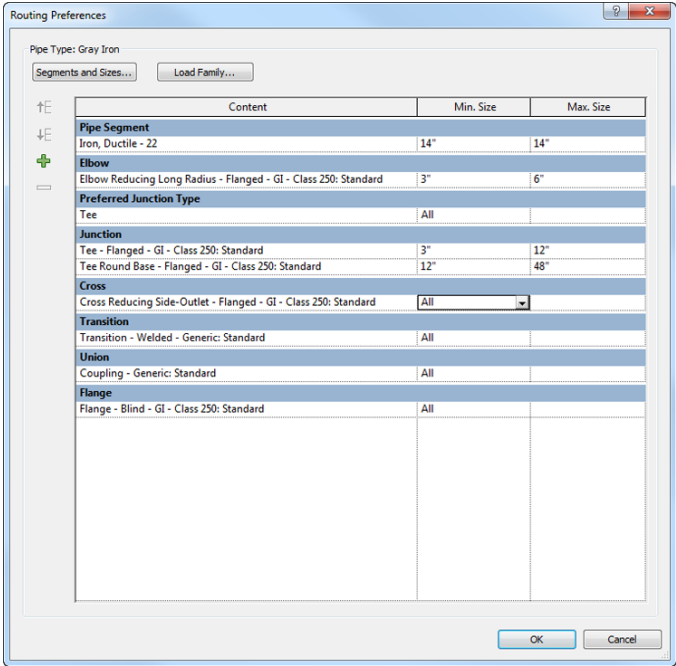 Routing Preferences
Pipe Type: Gray Iron
Segments and Sizes... Load Family...
Content Min. Size Max. Size
Pipe Segment
Iron, Ductile - 22 14" 14"
Elbow
Elbow Reducing Long Radius - Flanged - GI - Class 250: Standard 3" 6"
Preferred Junction Type
Tee All
Junction
Tee - Flanged - GI - Class 250: Standard 3" 12"
Tee Round Base - Flanged - GI - Class 250: Standard 12" 48"
Cross
Cross Reducing Side-Outlet - Flanged - GI - Class 250: Standard All
Transition
Transition - Welded - Generic: Standard All
Union
Coupling - Generic: Standard All
Flange
Flange - Blind - GI - Class 250: Standard All
OK Cancel